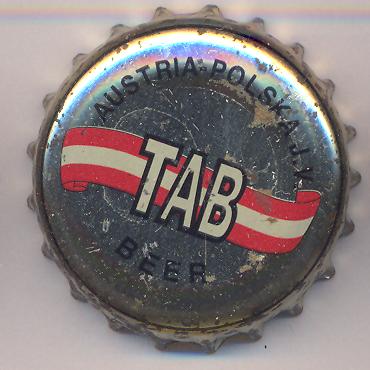 AUSTRIA-POLSKA J.V.
TAB
BEER